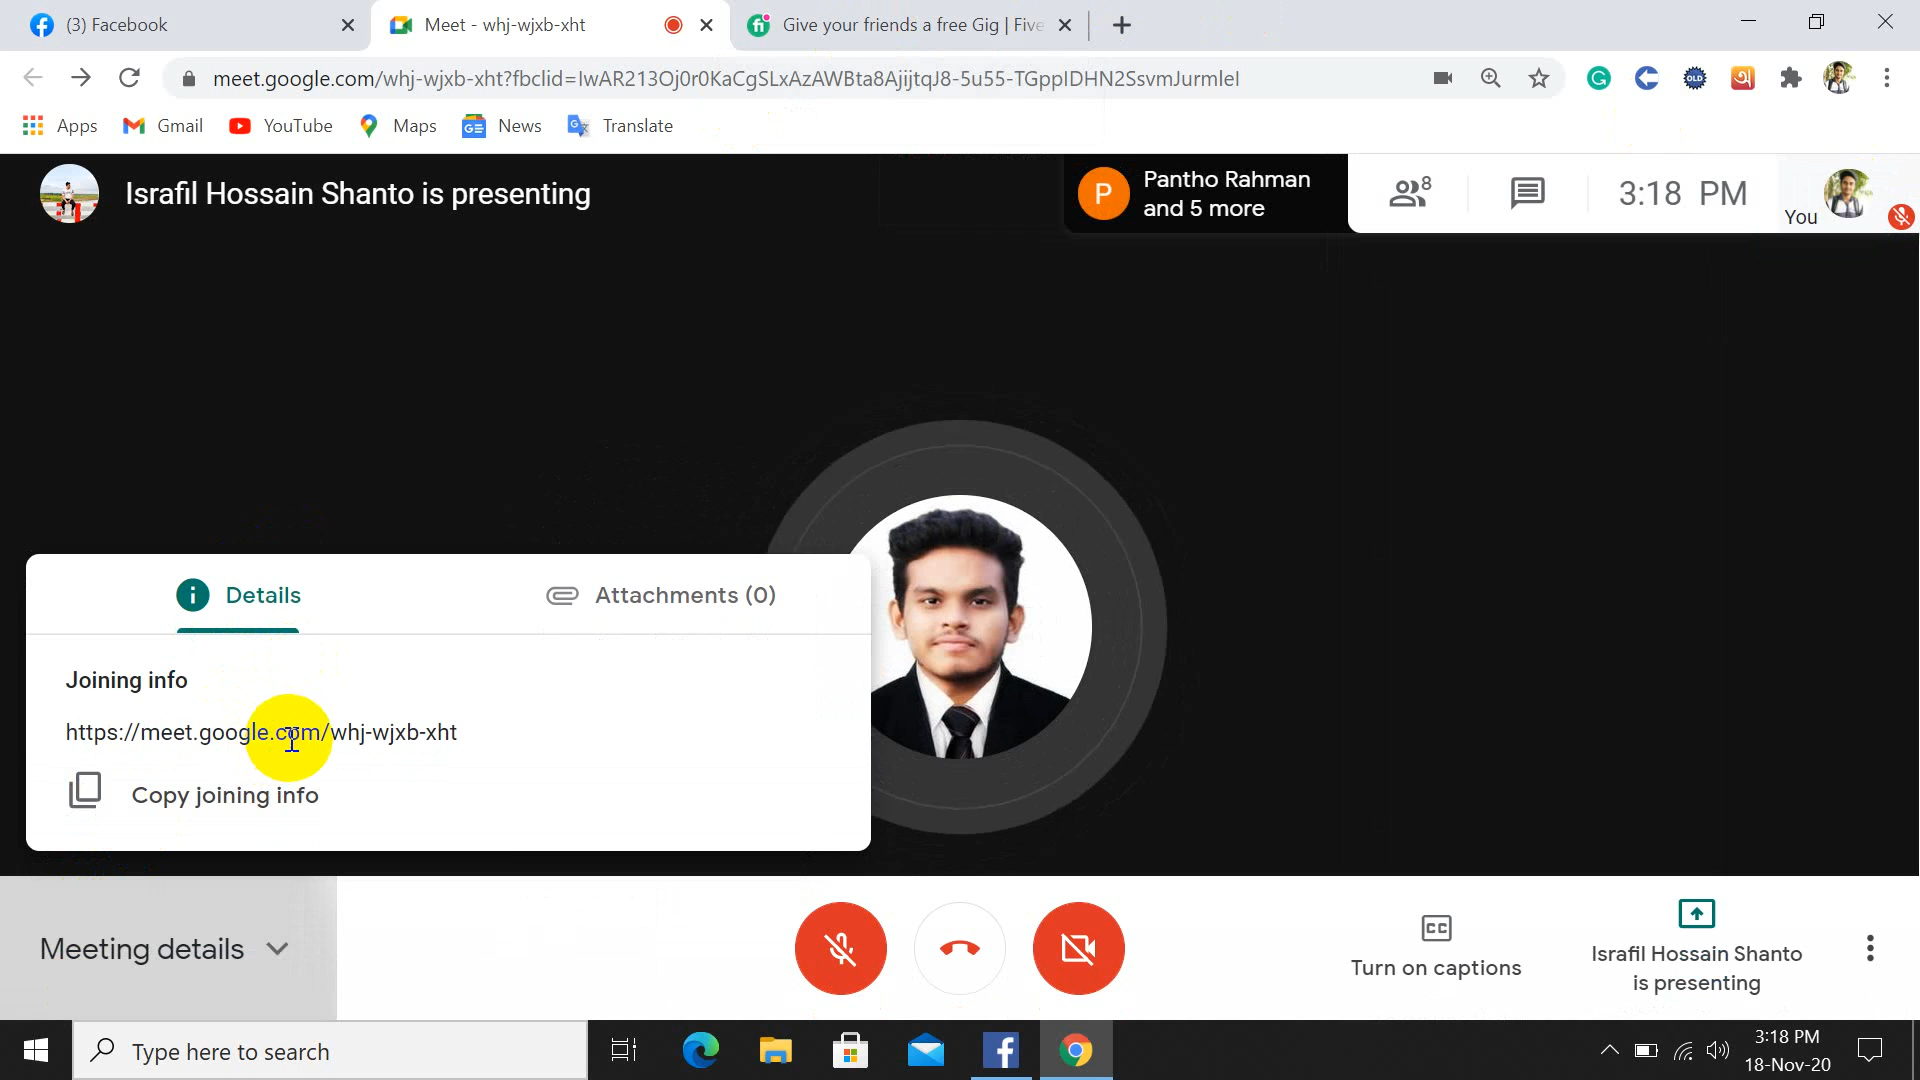 (3) Facebook
Meet - whj-wjxb-xht
Give your friends a free Gig | Five
meet.google.com/whj-wjxb-xht?fbclid=IwAR213Oj0r0KaCgSLxAzAWBta8AjijtqJ8-5u55-TGppIDHN2SsvmJurmleI
Apps
Gmail
YouTube
Maps
News
Translate
Israfil Hossain Shanto is presenting
P
Pantho Rahman
and 5 more
8
3:18 PM
You
Details
Attachments (0)
Joining info
https://meet.google.com/whj-wjxb-xht
Copy joining info
Meeting details
CC
Turn on captions
Israfil Hossain Shanto
is presenting
Type here to search
3:18 PM
18-Nov-20